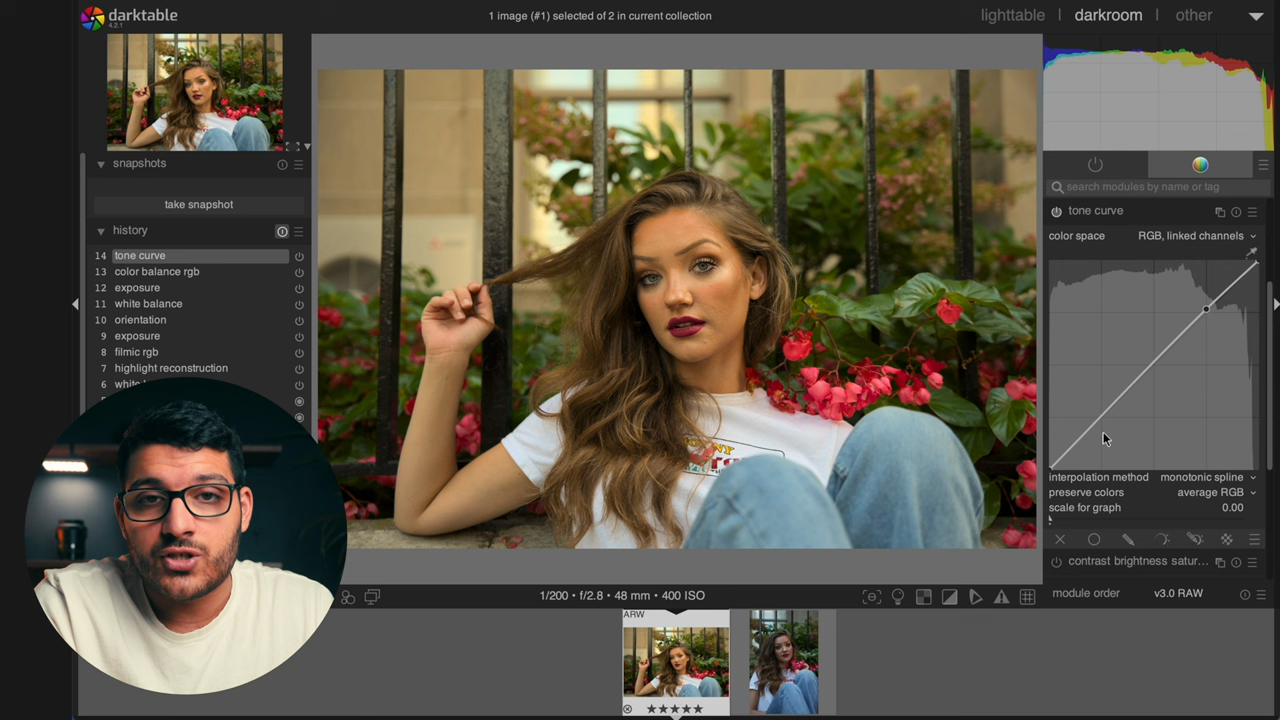 darktable
4.2.1
1 image (#1) selected of 2 in current collection
lighttable | darkroom | other
snapshots
take snapshot
history
14 tone curve
13 color balance rgb
12 exposure
11 white balance
10 orientation
9 exposure
8 filmic rgb
7 highlight reconstruction
6
search modules by name or tag
tone curve
color space RGB, linked channels
interpolation method monotonic spline
preserve colors average RGB
scale for graph 0.00
contrast brightness satur...
module order v3.0 RAW
1/200 • f/2.8 • 48 mm • 400 ISO
ARW